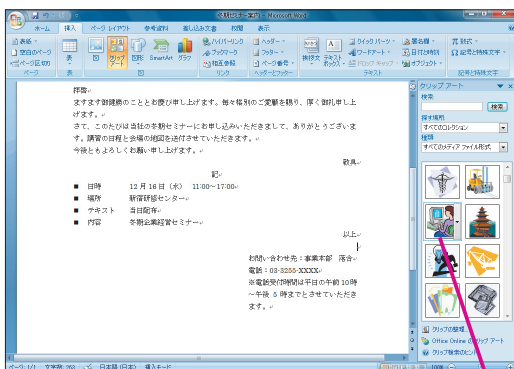 冬期セミナー案内 - Microsoft Word
ホーム 挿入 ページ レイアウト 参考資料 差し込み文書 校閲 表示
表紙 空白のページ ページ区切り
表 図 クリップアート 図形 SmartArt グラフ
ハイパーリンク ブックマーク 相互参照
ヘッダー フッター ページ番号
挨拶文 テキストボックス クイック パーツ ワードアート ドロップ キャップ
署名欄 日付と時刻 オブジェクト
数式 記号と特殊文字
ページ 表 図 リンク ヘッダーとフッター テキスト 記号と特殊文字
拝啓
ますます御健勝のこととお慶び申し上げます。毎々格別のご愛顧を賜り、厚く御礼申し上
げます。
さて、このたびは当社の冬期セミナーにお申し込みいただきまして、ありがとうございま
す。講習の日程と会場の地図を送付させていただきます。
今後ともよろしくお願い申し上げます。
敬具
記
■ 日時 12月16日(水) 11:00～17:00
■ 場所 新宿研修センター
■ テキスト 当日配布
■ 内容 冬期企業経営セミナー
以上
お問い合わせ先:事業本部 落合
電話:03-3255-XXXX
※電話受付時間は平日の午前10時
～午後 5 時までとさせていただき
ます。
クリップ アート
検索
検索
探す場所
すべてのコレクション
種類
すべてのメディア ファイル形式
クリップの整理...
Office Online のクリップ アート
クリップ検索のヒント
ページ: 1/1 文字数: 263 日本語 (日本) 挿入モード 100%